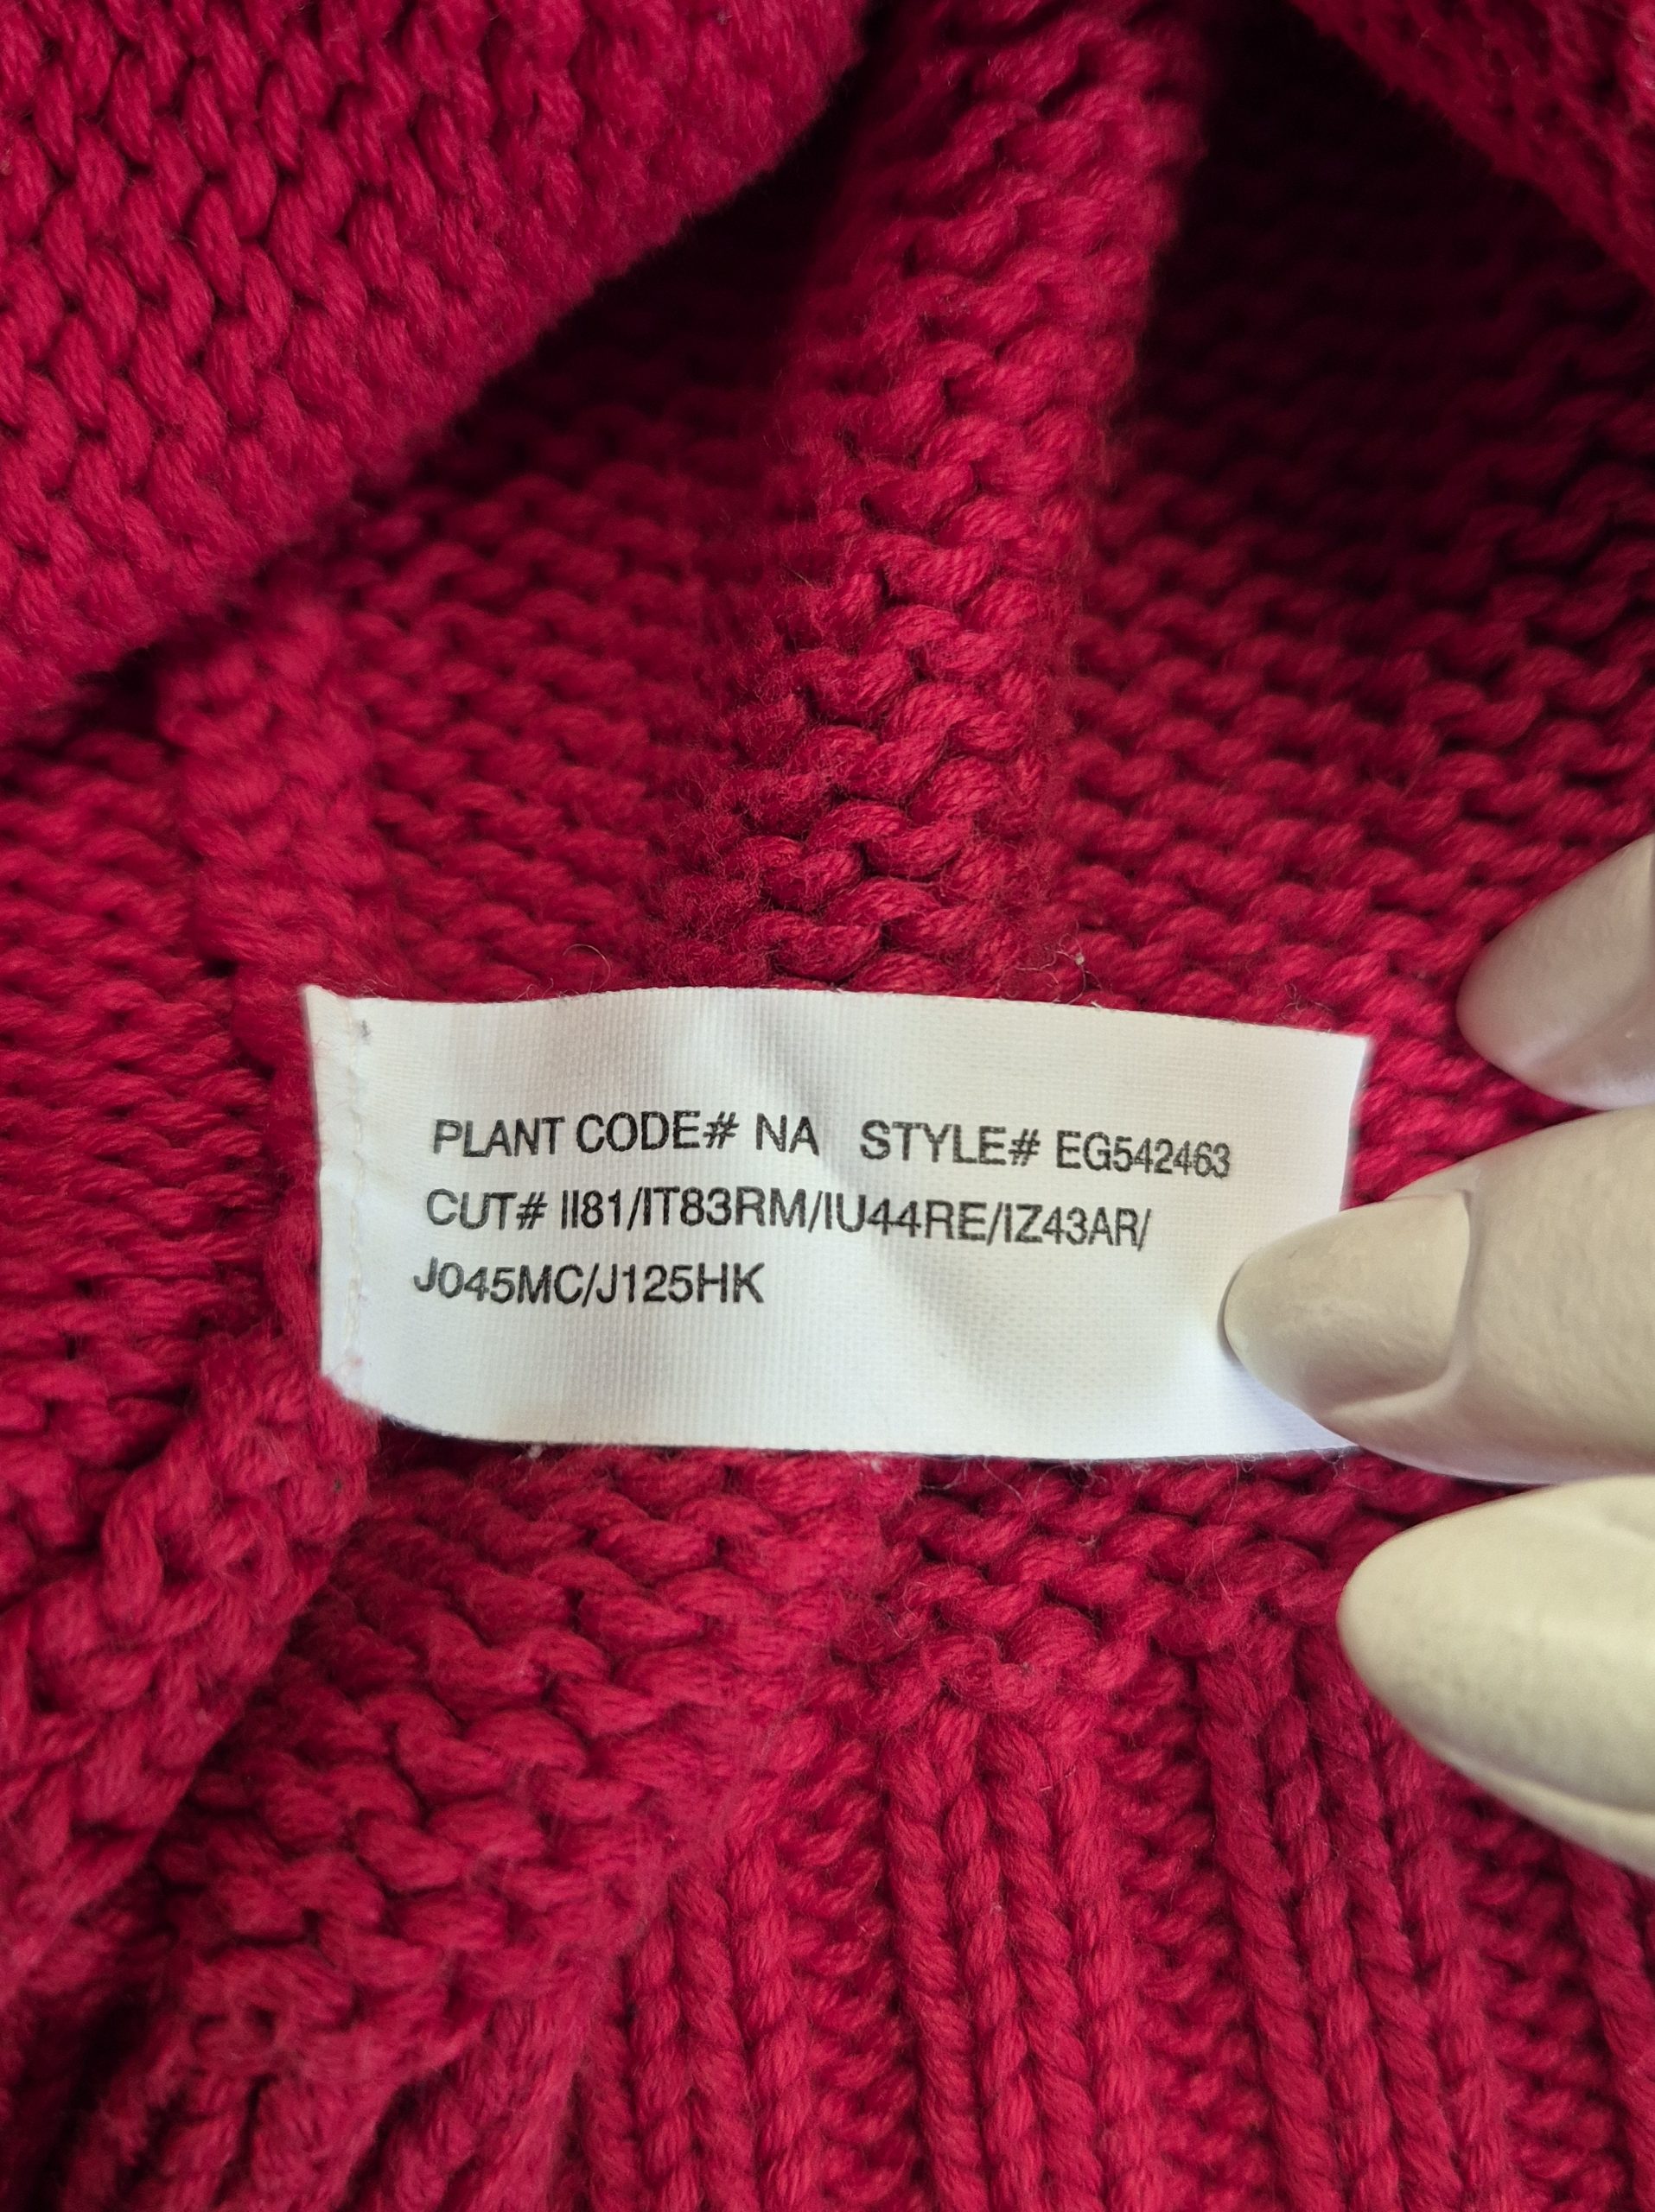 PLANT CODE# NA STYLE# EG542463
CUT# II81/IT83RM/IU44RE/IZ43AR/
J045MC/J125HK